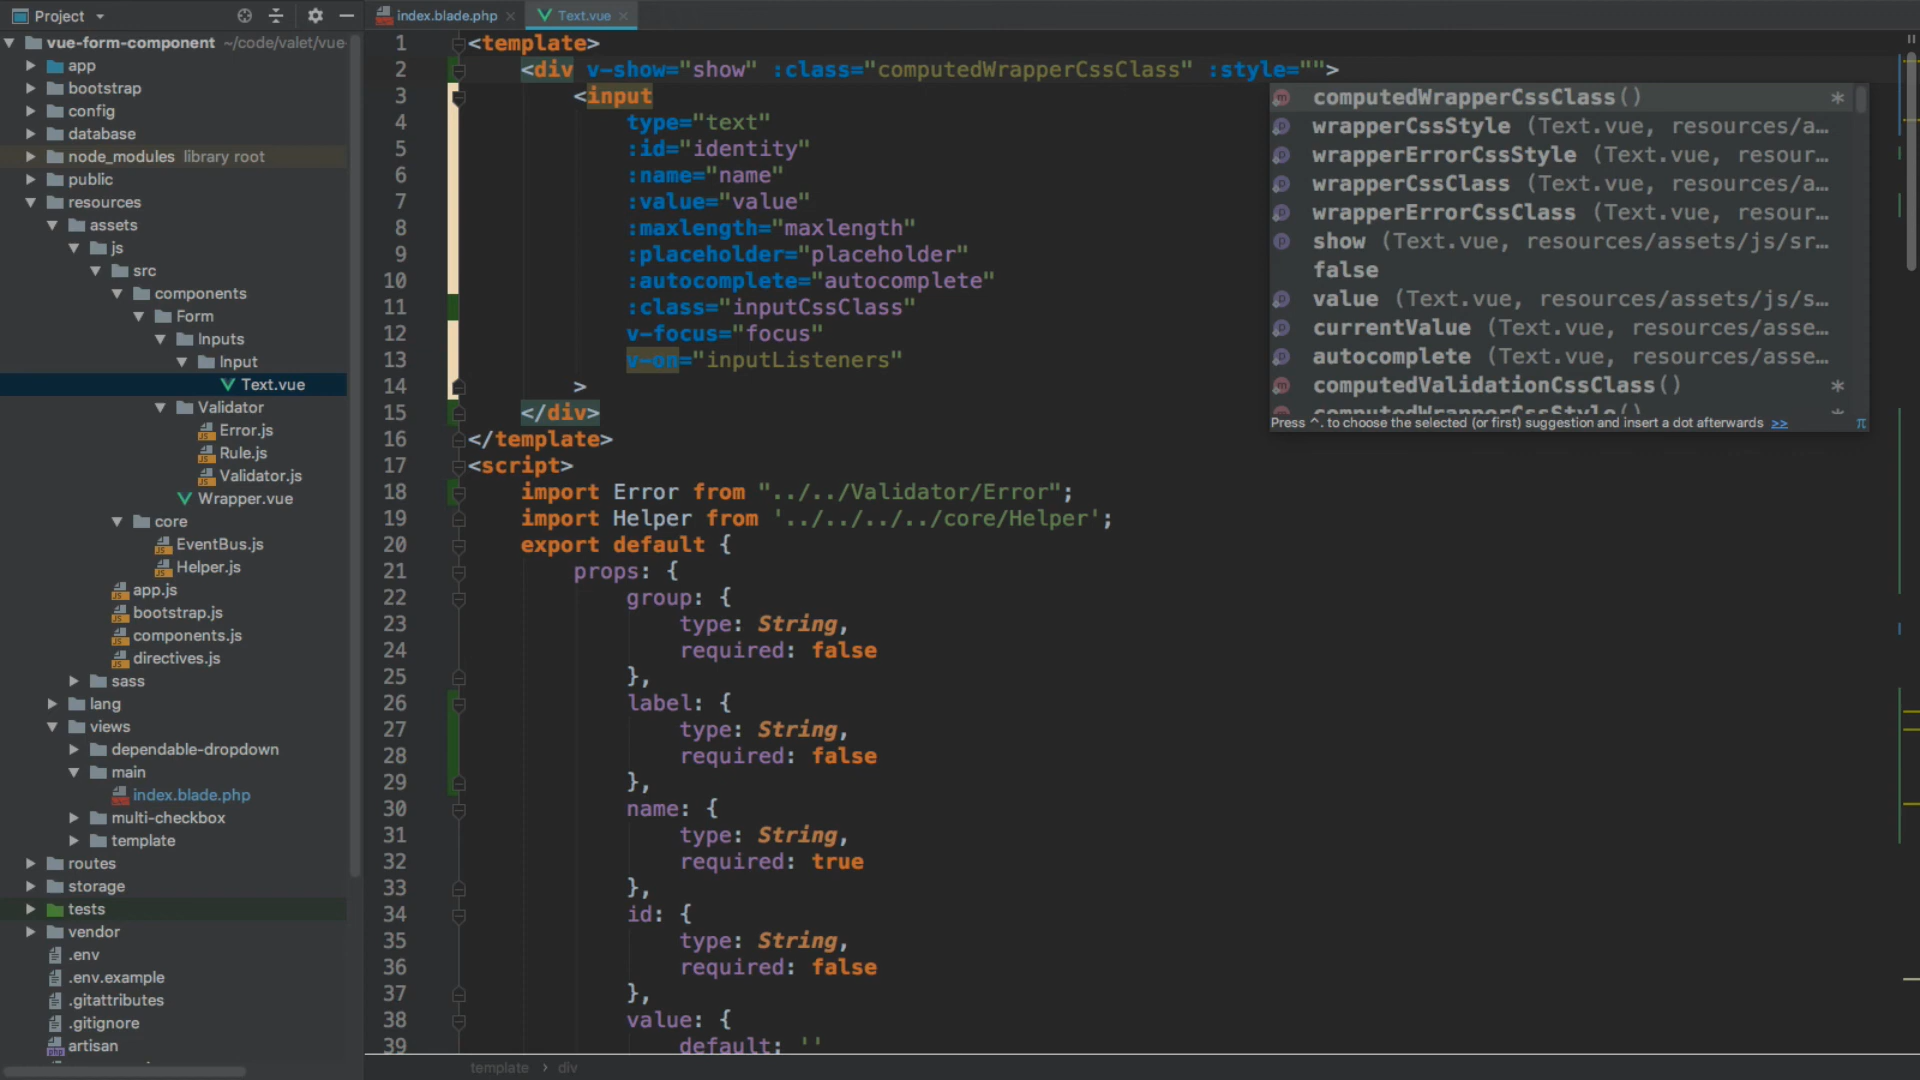 Project
index.blade.php
Text.vue
vue-form-component ~/code/valet/vue-
app
bootstrap
config
database
node_modules library root
public
resources
assets
js
src
components
Form
Inputs
Input
Text.vue
Validator
Error.js
Rule.js
Validator.js
Wrapper.vue
core
EventBus.js
Helper.js
app.js
bootstrap.js
components.js
directives.js
sass
lang
views
dependable-dropdown
main
index.blade.php
multi-checkbox
template
routes
storage
tests
vendor
.env
.env.example
.gitattributes
.gitignore
artisan
1 <template>
2 <div v-show="show" :class="computedWrapperCssClass" :style="">
3 <input
4 type="text"
5 :id="identity"
6 :name="name"
7 :value="value"
8 :maxlength="maxlength"
9 :placeholder="placeholder"
10 :autocomplete="autocomplete"
11 :class="inputCssClass"
12 v-focus="focus"
13 v-on="inputListeners"
14 >
15 </div>
16 </template>
17 <script>
18 import Error from "../../Validator/Error";
19 import Helper from '../../../../core/Helper';
20 export default {
21 props: {
22 group: {
23 type: String,
24 required: false
25 },
26 label: {
27 type: String,
28 required: false
29 },
30 name: {
31 type: String,
32 required: true
33 },
34 id: {
35 type: String,
36 required: false
37 },
38 value: {
39 default: ''
computedWrapperCssClass() *
wrapperCssStyle (Text.vue, resources/a…
wrapperErrorCssStyle (Text.vue, resour…
wrapperCssClass (Text.vue, resources/a…
wrapperErrorCssClass (Text.vue, resour…
show (Text.vue, resources/assets/js/sr…
false
value (Text.vue, resources/assets/js/s…
currentValue (Text.vue, resources/asse…
autocomplete (Text.vue, resources/asse…
computedValidationCssClass() *
computedWrapperCssStyle() *
Press ^. to choose the selected (or first) suggestion and insert a dot afterwards >> π
template › div